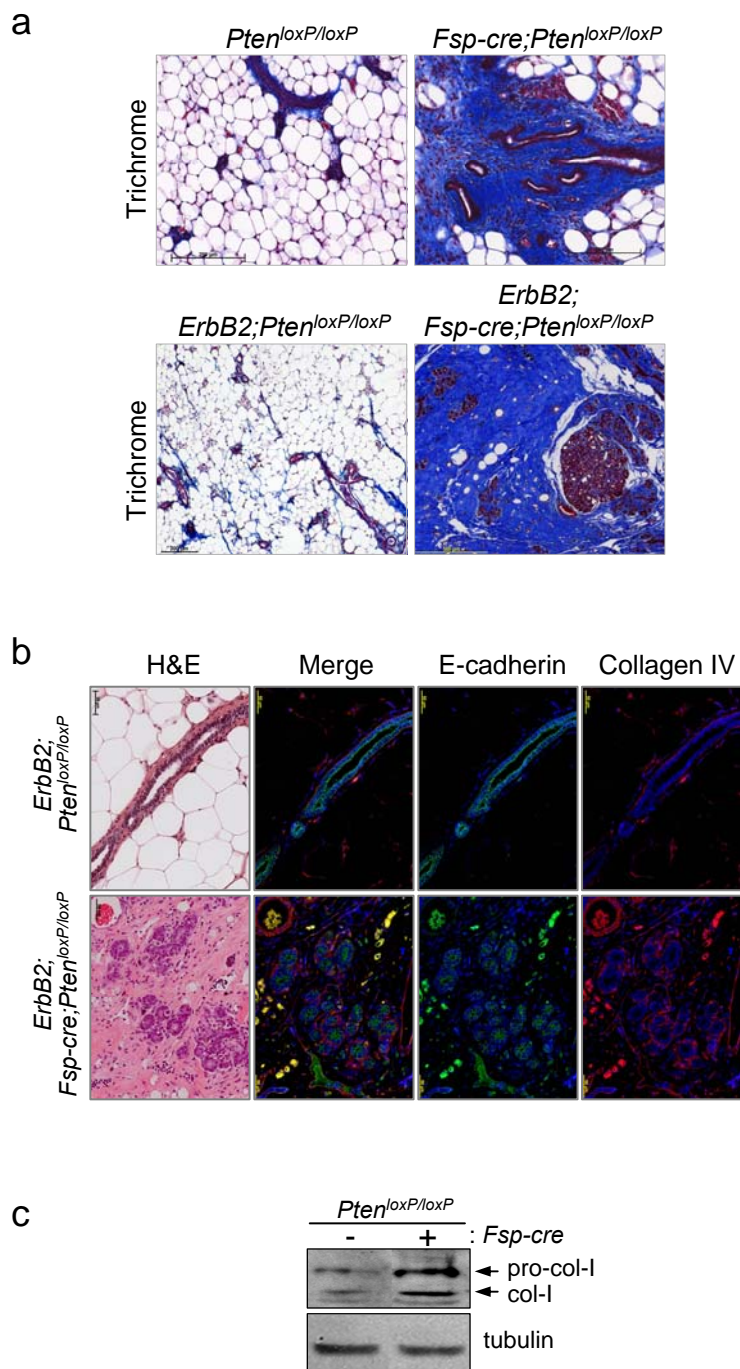 a
Pten^loxP/loxP
Fsp-cre;Pten^loxP/loxP
Trichrome
ErbB2;Pten^loxP/loxP
ErbB2;
Fsp-cre;Pten^loxP/loxP
Trichrome
b
H&E
Merge
E-cadherin
Collagen IV
ErbB2;
Pten^loxP/loxP
ErbB2;
Fsp-cre;Pten^loxP/loxP
c
Pten^loxP/loxP
- + : Fsp-cre
pro-col-I
col-I
tubulin